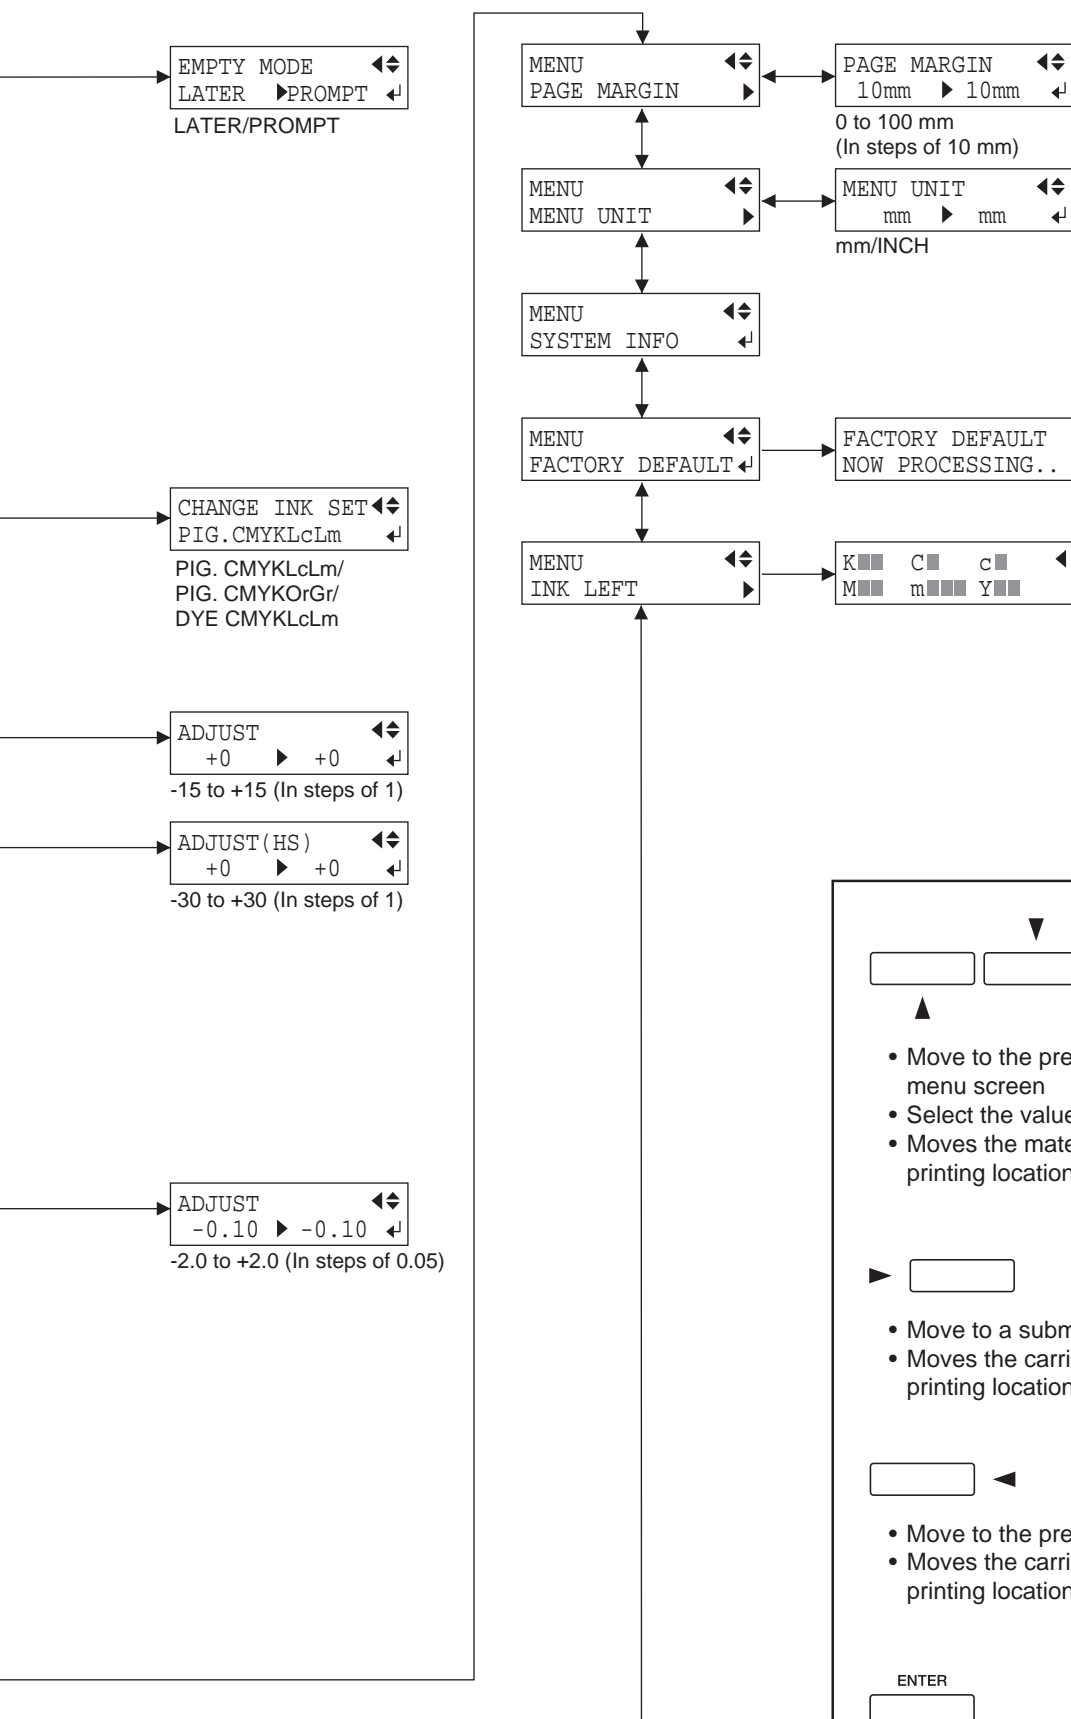 EMPTY MODE
LATER PROMPT
LATER/PROMPT
CHANGE INK SET
PIG.CMYKLcLm
PIG. CMYKLcLm/
PIG. CMYKOrGr/
DYE CMYKLcLm
ADJUST
+0 +0
-15 to +15 (In steps of 1)
ADJUST(HS)
+0 +0
-30 to +30 (In steps of 1)
ADJUST
-0.10 -0.10
-2.0 to +2.0 (In steps of 0.05)
MENU
PAGE MARGIN
MENU
MENU UNIT
MENU
SYSTEM INFO
MENU
FACTORY DEFAULT
MENU
INK LEFT
PAGE MARGIN
10mm 10mm
0 to 100 mm
(In steps of 10 mm)
MENU UNIT
mm mm
mm/INCH
FACTORY DEFAULT
NOW PROCESSING..
K C c
M m Y
• Move to the pre
menu screen
• Select the value
• Moves the mate
printing location
• Move to a subm
• Moves the carri
printing location
• Move to the pre
• Moves the carri
printing location
ENTER